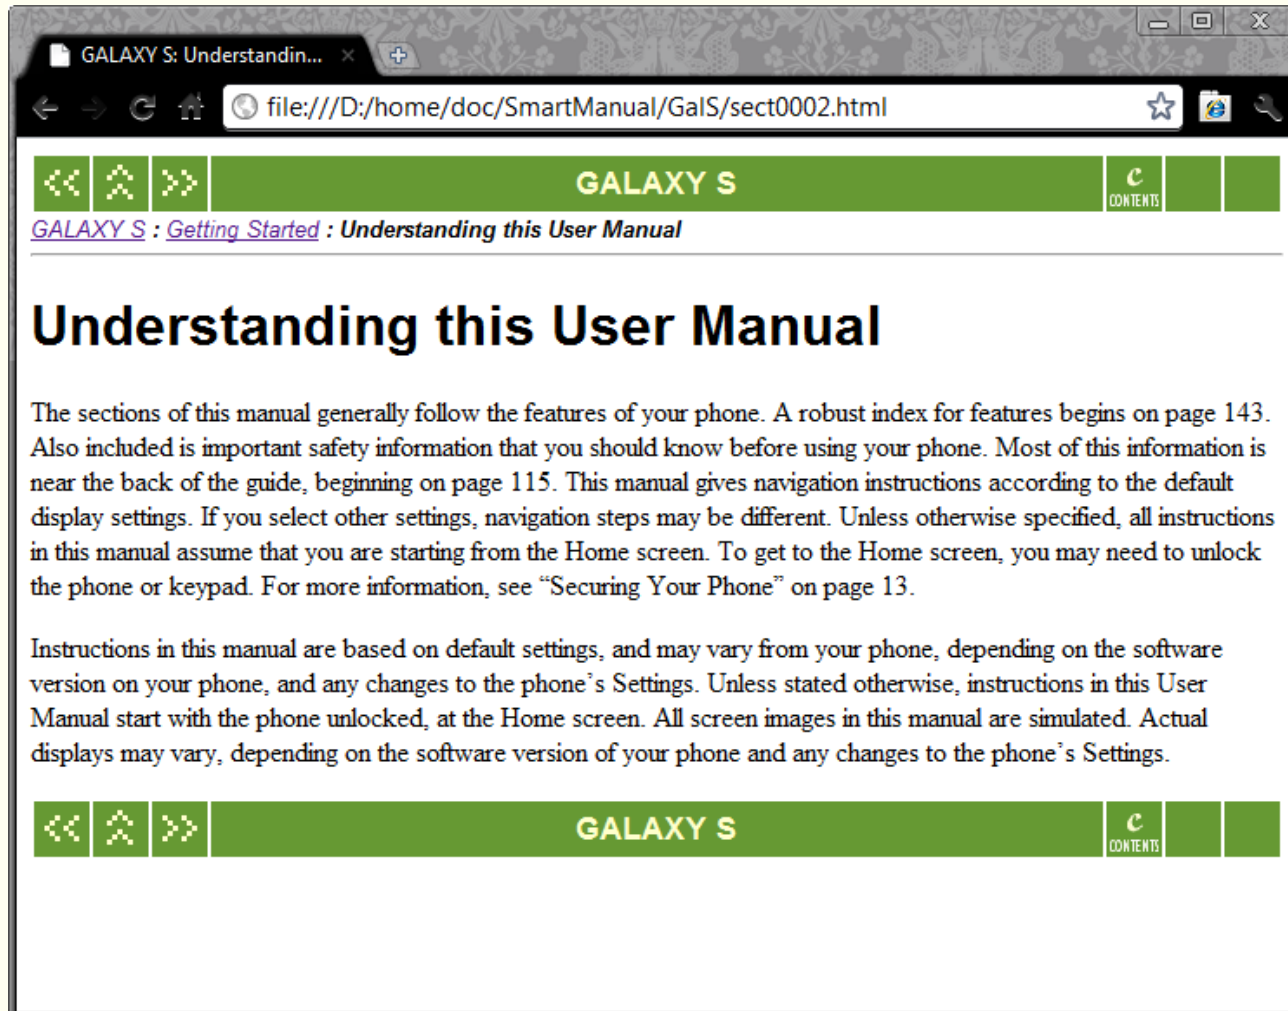 GALAXY S: Understandin...
file:///D:/home/doc/SmartManual/GalS/sect0002.html
<< >> GALAXY S C CONTENTS
GALAXY S : Getting Started : Understanding this User Manual
Understanding this User Manual
The sections of this manual generally follow the features of your phone. A robust index for features begins on page 143.
Also included is important safety information that you should know before using your phone. Most of this information is
near the back of the guide, beginning on page 115. This manual gives navigation instructions according to the default
display settings. If you select other settings, navigation steps may be different. Unless otherwise specified, all instructions
in this manual assume that you are starting from the Home screen. To get to the Home screen, you may need to unlock
the phone or keypad. For more information, see “Securing Your Phone” on page 13.
Instructions in this manual are based on default settings, and may vary from your phone, depending on the software
version on your phone, and any changes to the phone’s Settings. Unless stated otherwise, instructions in this User
Manual start with the phone unlocked, at the Home screen. All screen images in this manual are simulated. Actual
displays may vary, depending on the software version of your phone and any changes to the phone’s Settings.
<< >> GALAXY S C CONTENTS